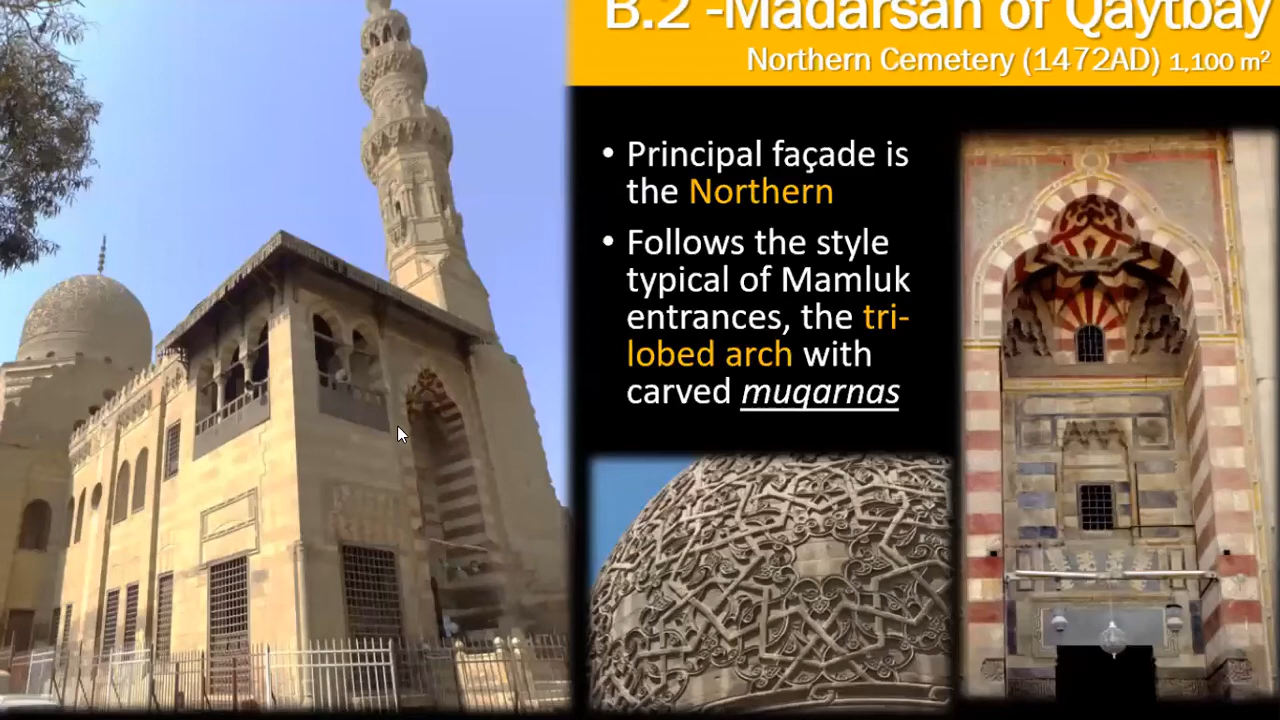 B.2 -Madarsah of Qaytbay
Northern Cemetery (1472AD) 1,100 m²
• Principal façade is
the Northern
• Follows the style
typical of Mamluk
entrances, the tri-
lobed arch with
carved muqarnas